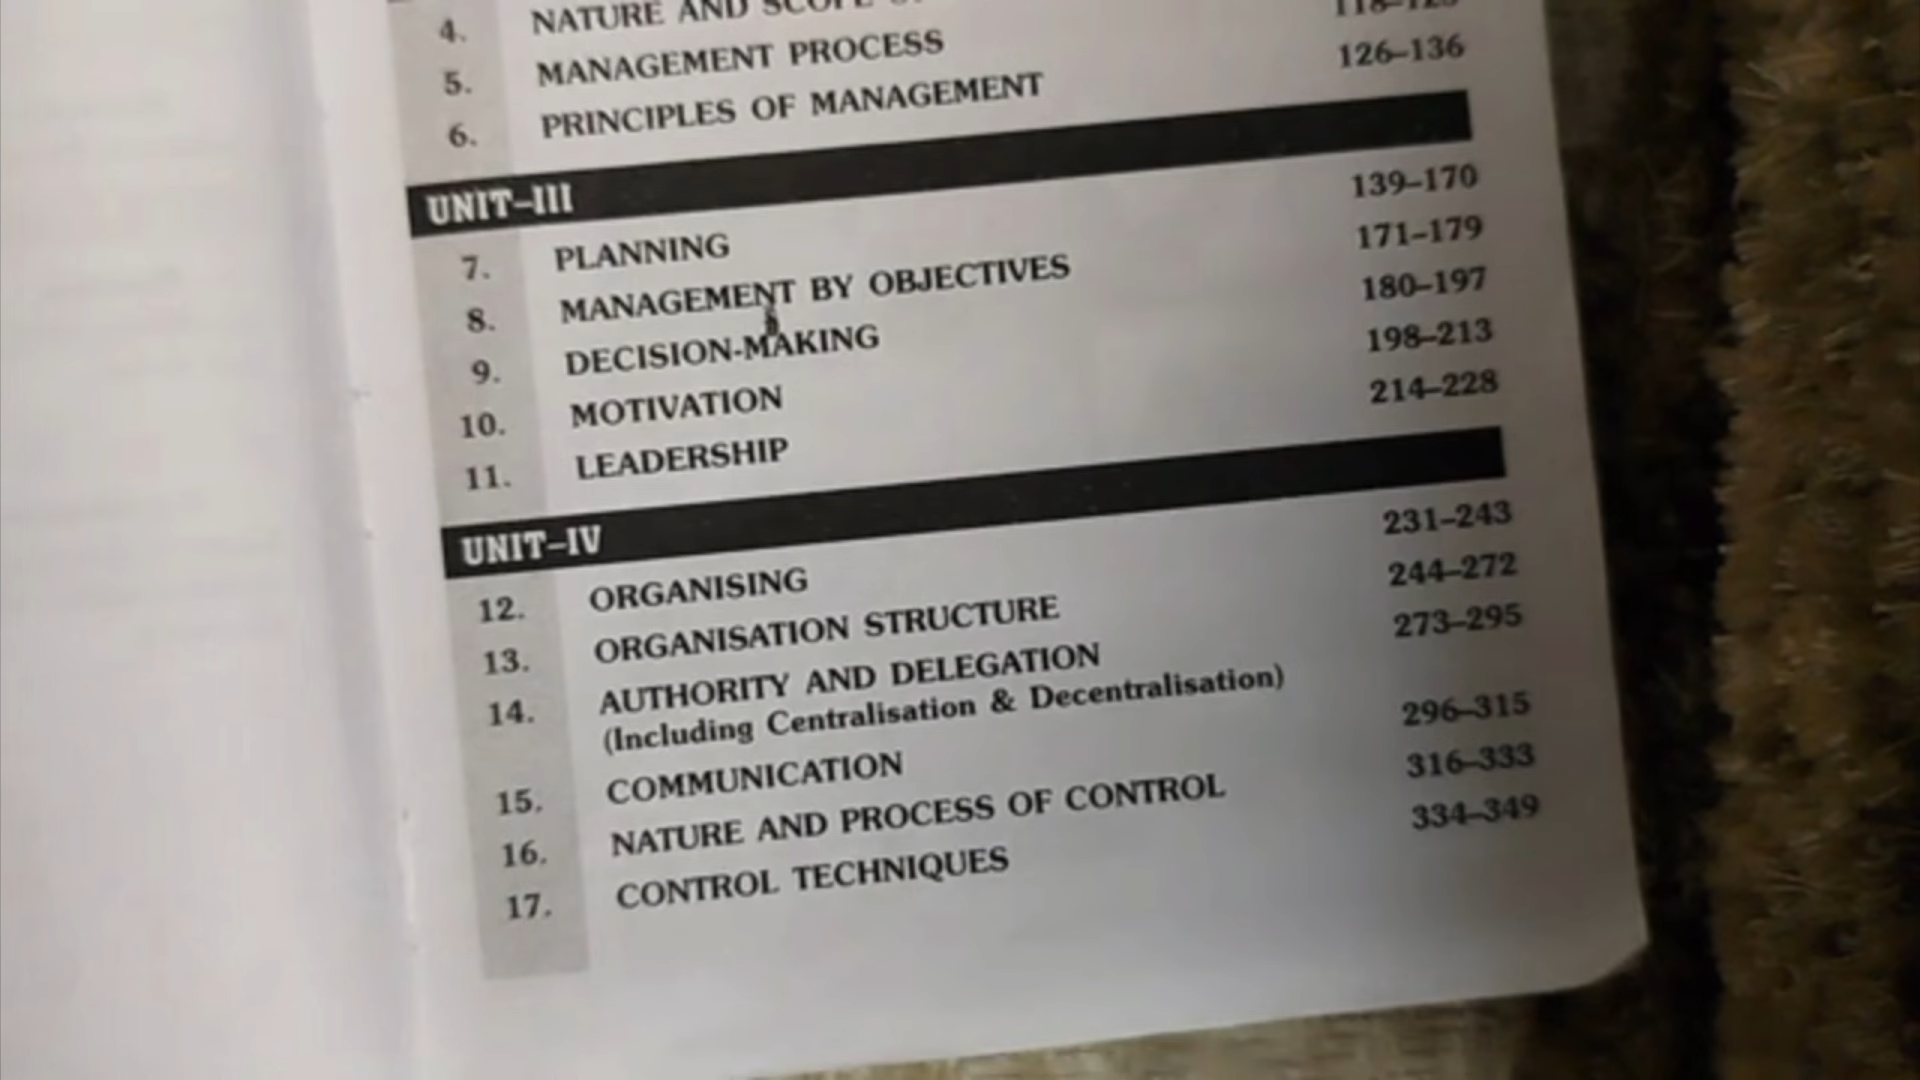 4. NATURE AND SCOPE
5. MANAGEMENT PROCESS 118–125
6. PRINCIPLES OF MANAGEMENT 126–136
UNIT–III
7. PLANNING 139–170
8. MANAGEMENT BY OBJECTIVES 171–179
9. DECISION-MAKING 180–197
10. MOTIVATION 198–213
11. LEADERSHIP 214–228
UNIT–IV
12. ORGANISING 231–243
13. ORGANISATION STRUCTURE 244–272
14. AUTHORITY AND DELEGATION 273–295
(Including Centralisation & Decentralisation)
15. COMMUNICATION 296–315
16. NATURE AND PROCESS OF CONTROL 316–333
17. CONTROL TECHNIQUES 334–349